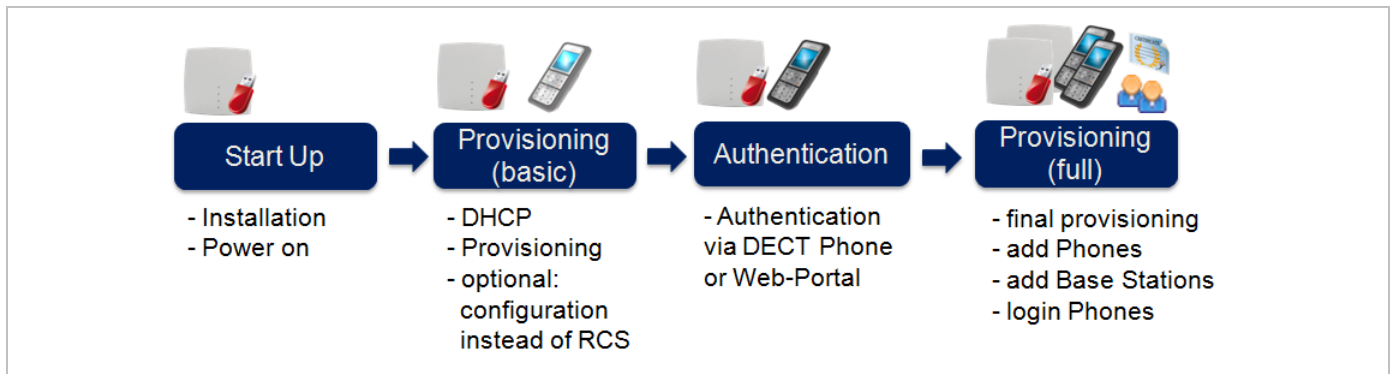 Start Up
- Installation
- Power on
Provisioning
(basic)
- DHCP
- Provisioning
- optional:
configuration
instead of RCS
Authentication
- Authentication
via DECT Phone
or Web-Portal
CERTIFICATE
Provisioning
(full)
- final provisioning
- add Phones
- add Base Stations
- login Phones